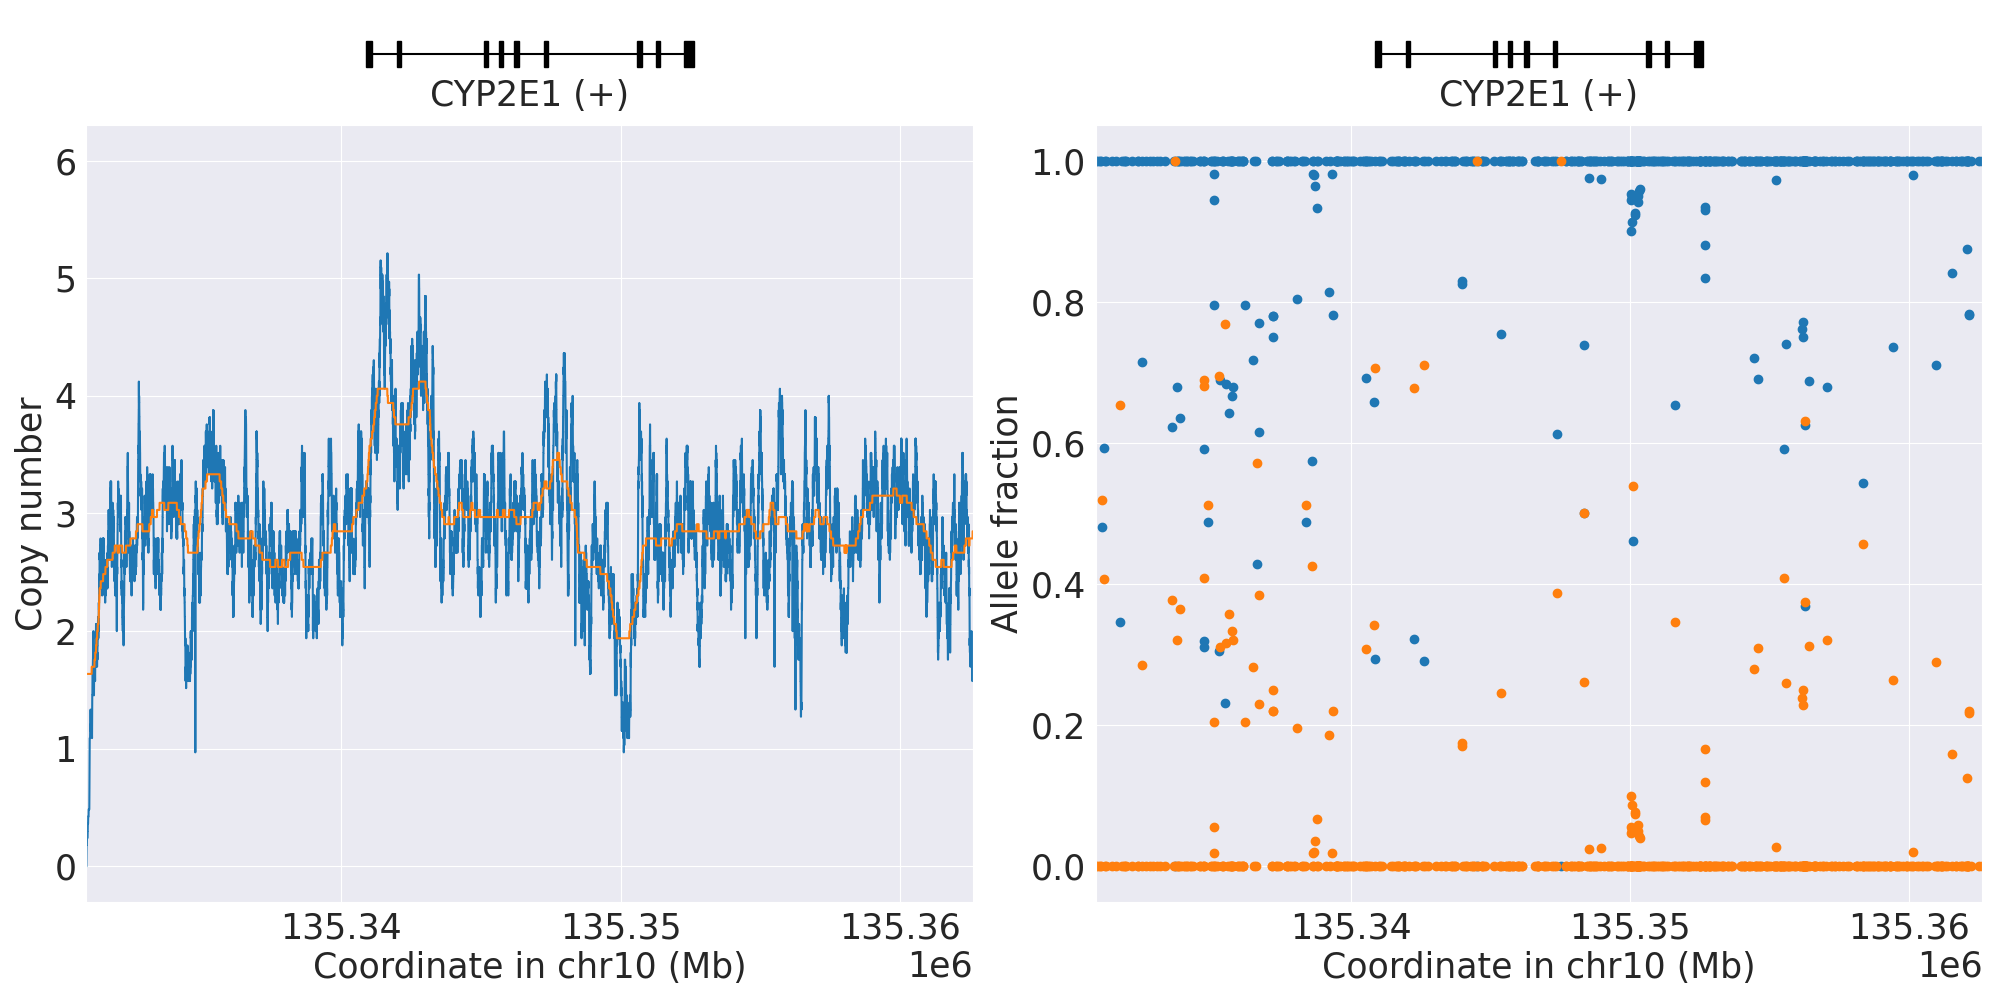 CYP2E1 (+)
6
5
4
3
2
1
0
Copy number
135.34 135.35 135.36
Coordinate in chr10 (Mb)
1e6
CYP2E1 (+)
1.0
0.8
0.6
0.4
0.2
0.0
Allele fraction
135.34 135.35 135.36
Coordinate in chr10 (Mb)
1e6